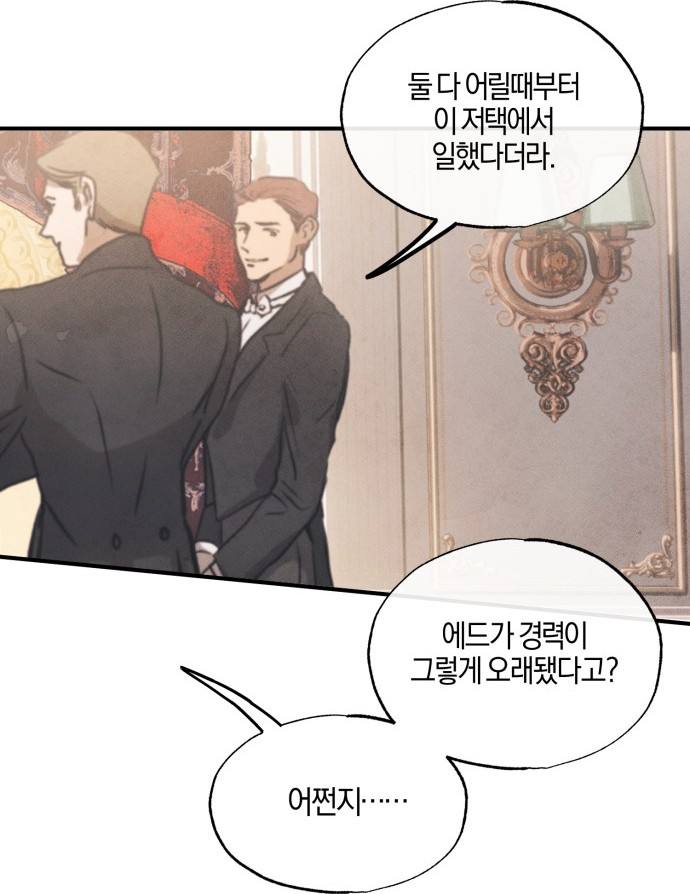 둘 다 어릴때부터
이 저택에서
일했다더라.
에드가 경력이
그렇게 오래됐다고?
어쩐지……